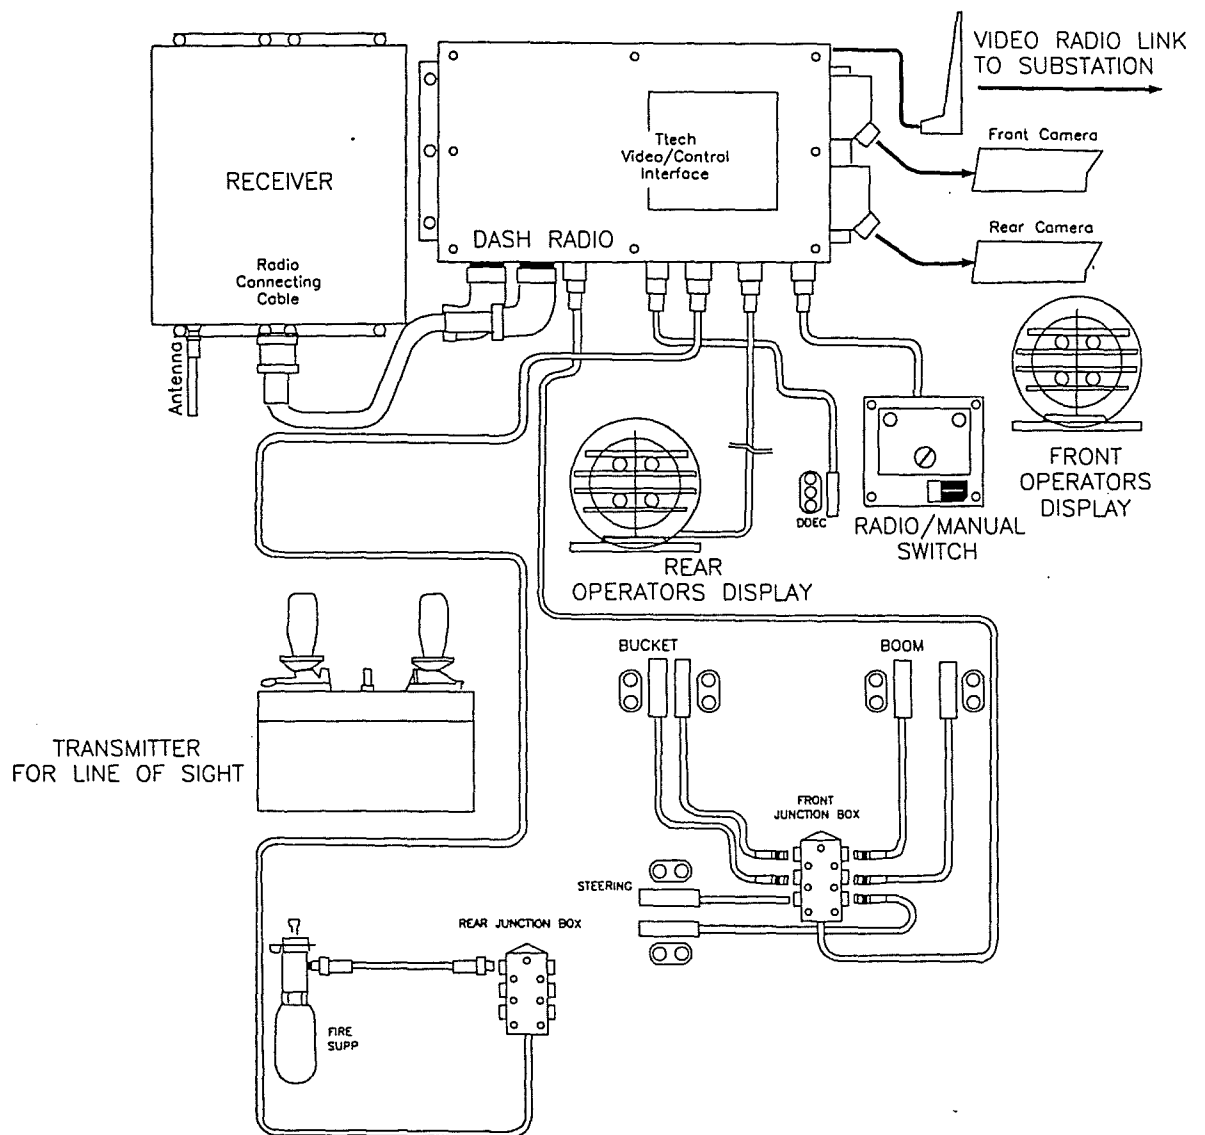 VIDEO RADIO LINK
TO SUBSTATION
Front Camera
Ttech
Video/Control
Interface
RECEIVER
Rear Camera
DASH RADIO
Radio
Connecting
Cable
Antenna
FRONT
OPERATORS
DISPLAY
DDEC
RADIO/MANUAL
SWITCH
REAR
OPERATORS DISPLAY
BUCKET
BOOM
TRANSMITTER
FOR LINE OF SIGHT
FRONT
JUNCTION BOX
STEERING
REAR JUNCTION BOX
FIRE
SUPP